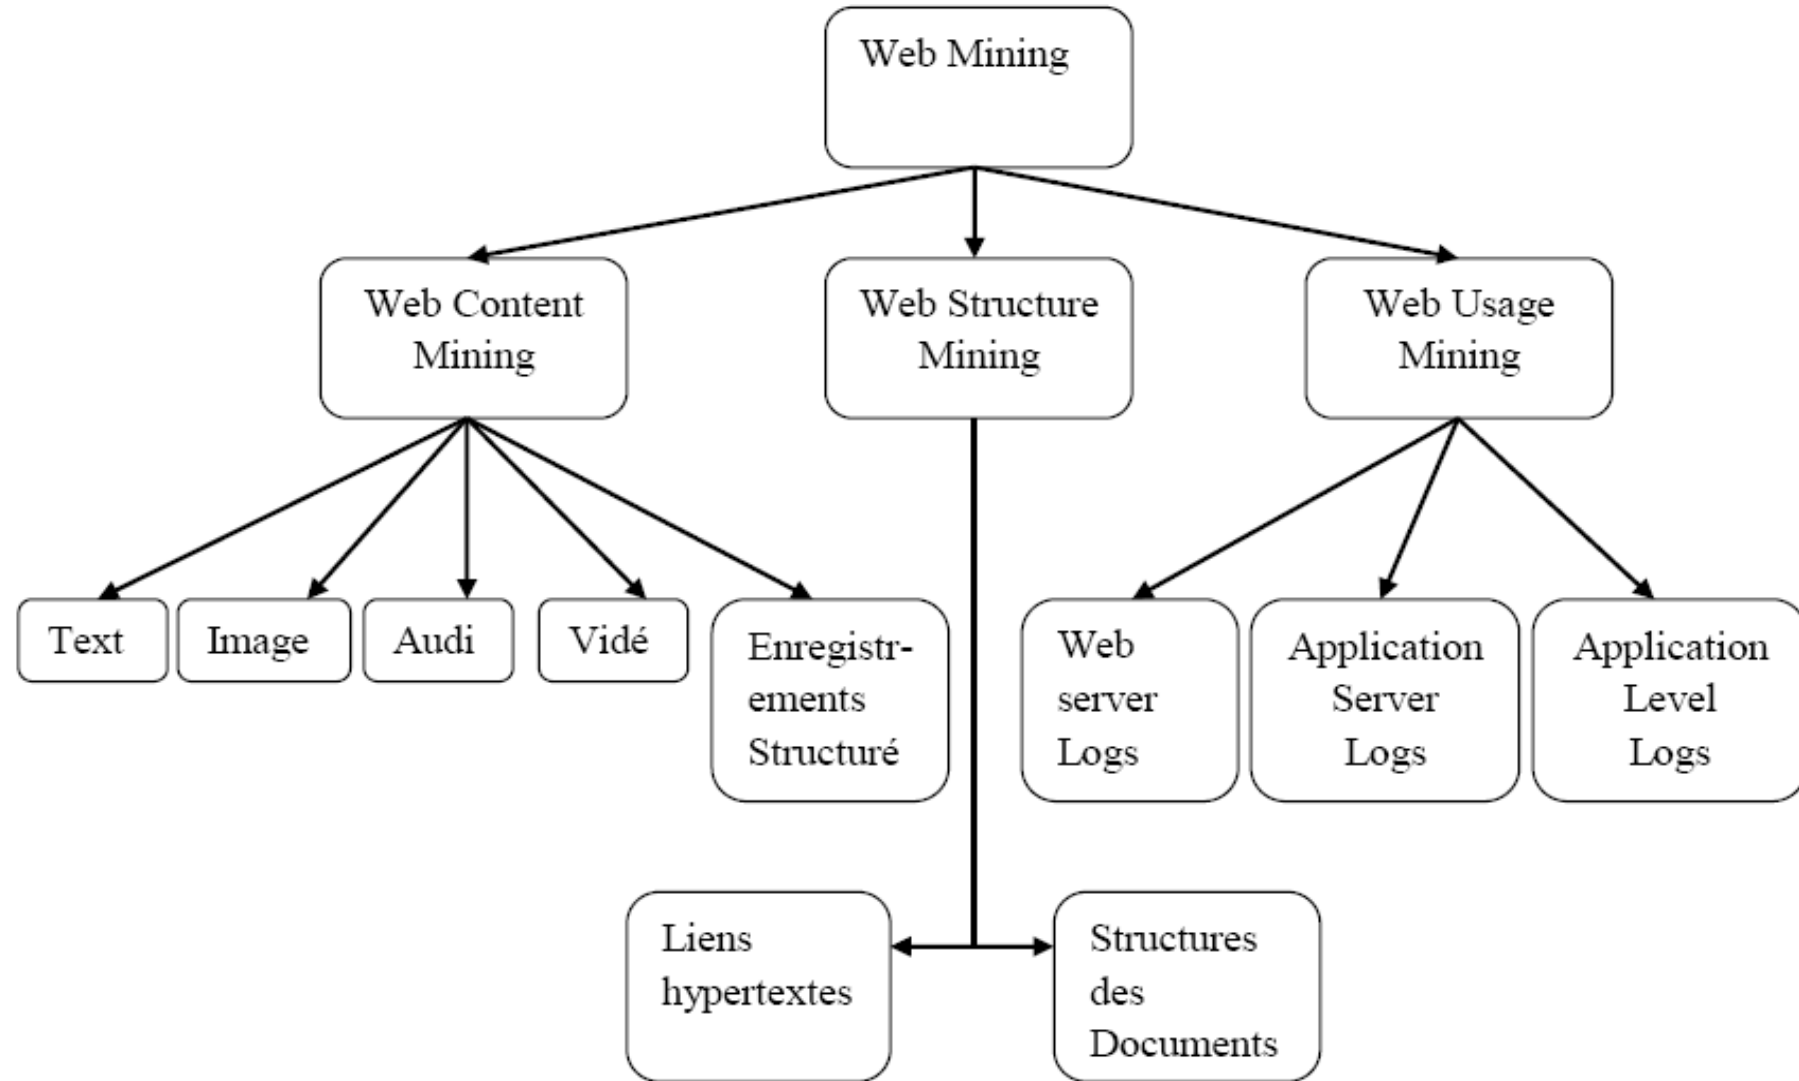 Web Mining
Web Content
Mining
Web Structure
Mining
Web Usage
Mining
Text
Image
Audi
Vidé
Enregistr-
ements
Structuré
Web
server
Logs
Application
Server
Logs
Application
Level
Logs
Liens
hypertextes
Structures
des
Documents